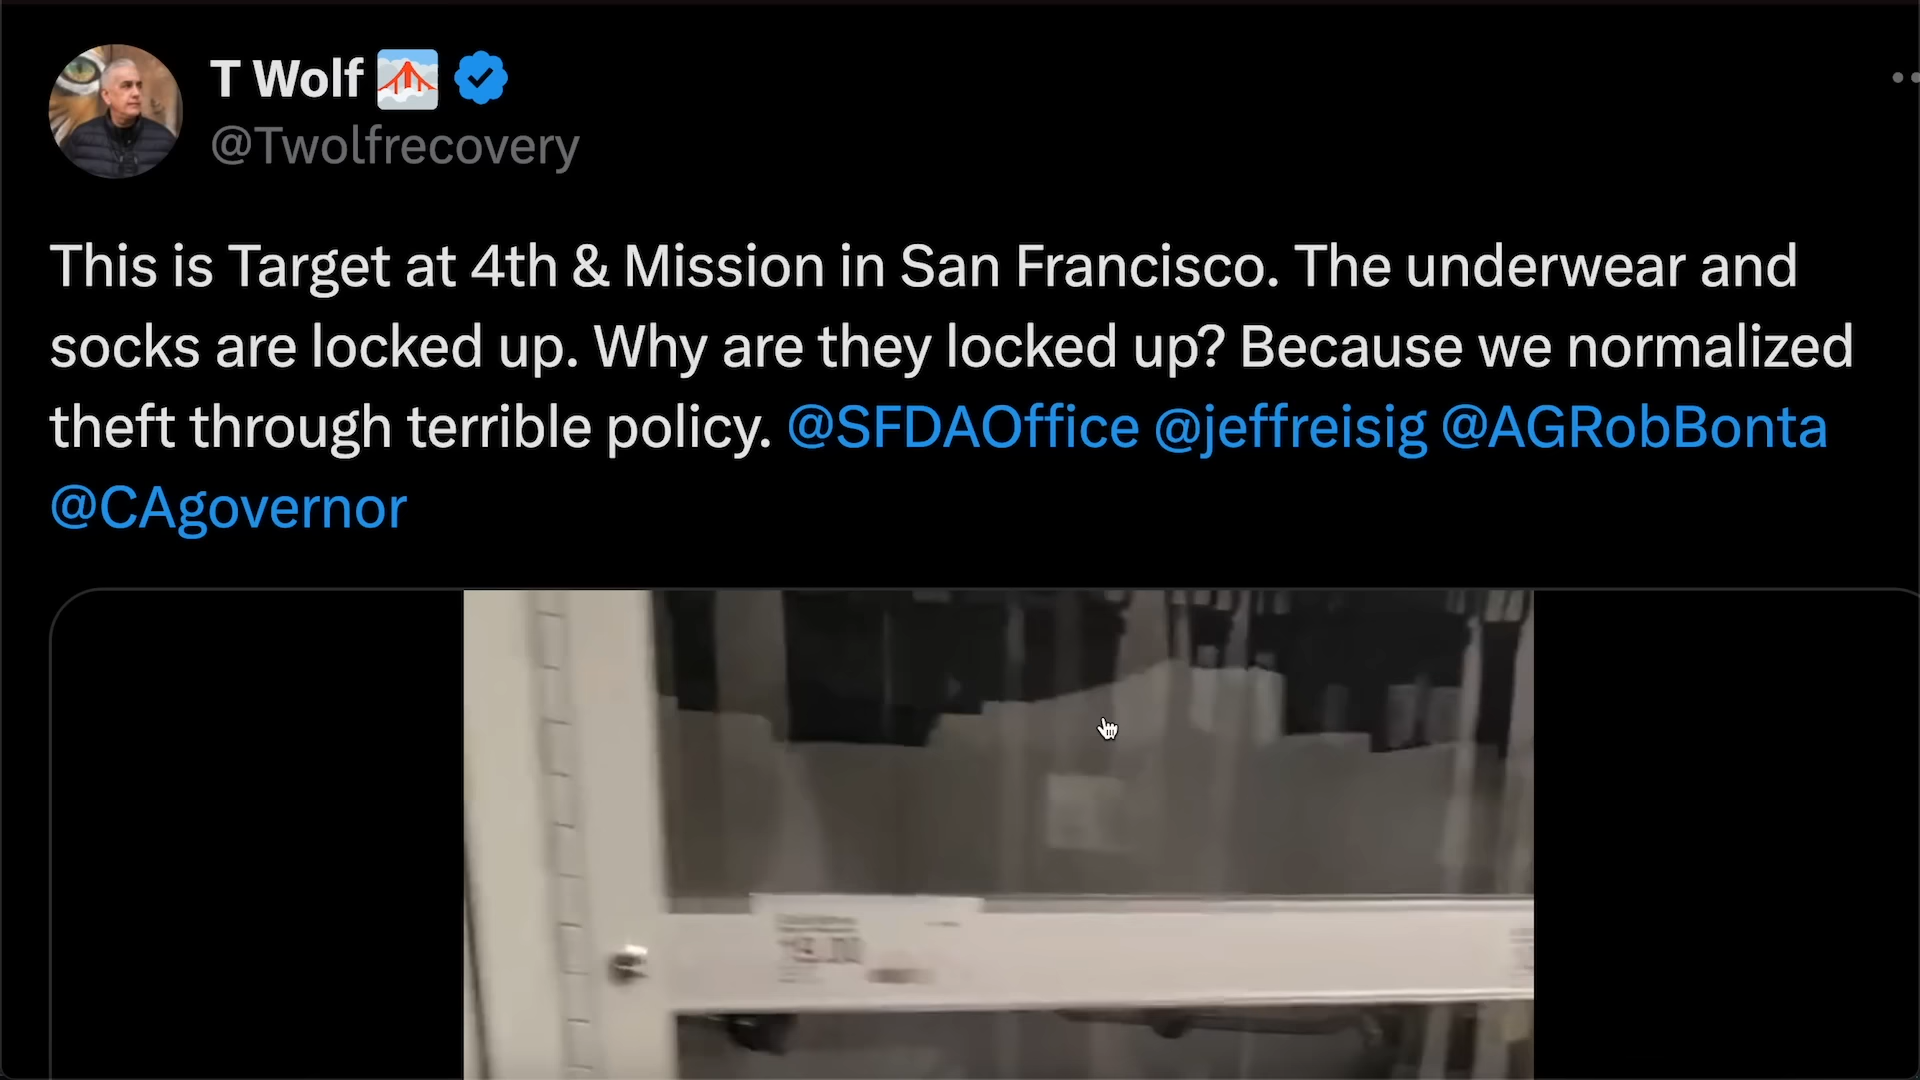 T Wolf
@Twolfrecovery
This is Target at 4th & Mission in San Francisco. The underwear and
socks are locked up. Why are they locked up? Because we normalized
theft through terrible policy. @SFDAOffice @jeffreisig @AGRobBonta
@CAgovernor